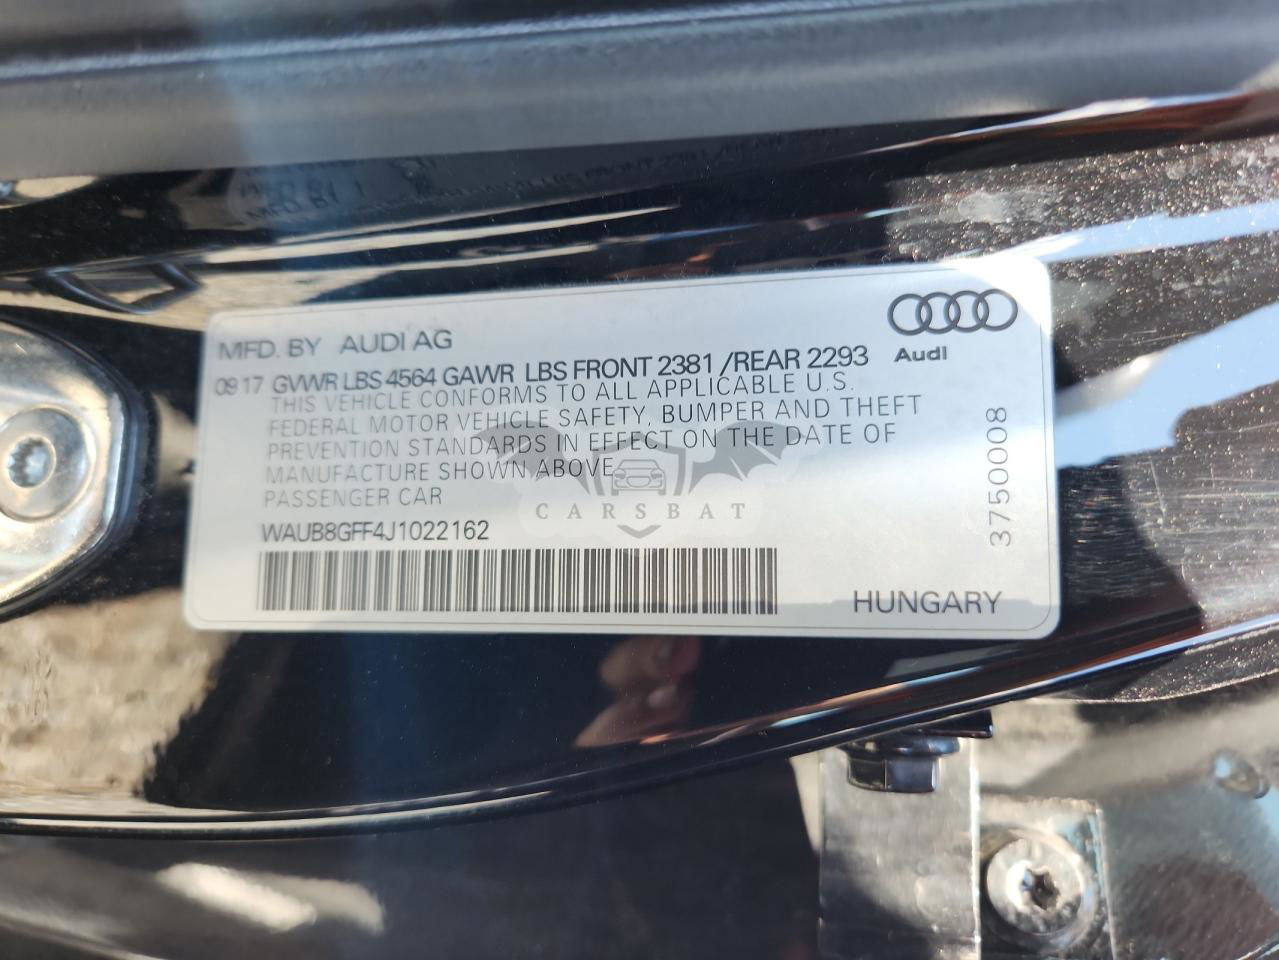 MFD. BY AUDI AG
Audi
09 17 GVWR LBS 4564 GAWR LBS FRONT 2381 /REAR 2293
THIS VEHICLE CONFORMS TO ALL APPLICABLE U.S.
FEDERAL MOTOR VEHICLE SAFETY, BUMPER AND THEFT
PREVENTION STANDARDS IN EFFECT ON THE DATE OF
MANUFACTURE SHOWN ABOVE
PASSENGER CAR
CARSBAT
WAUB8GFF4J1022162
HUNGARY
3750008